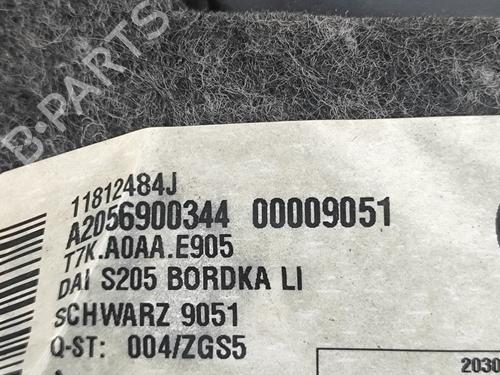 B-PARTS
11812484J
A2056900344 00009051
T7K.A0AA.E905
DAI S205 BORDKA LI
SCHWARZ 9051
Q-ST: 004/ZGS5
2030